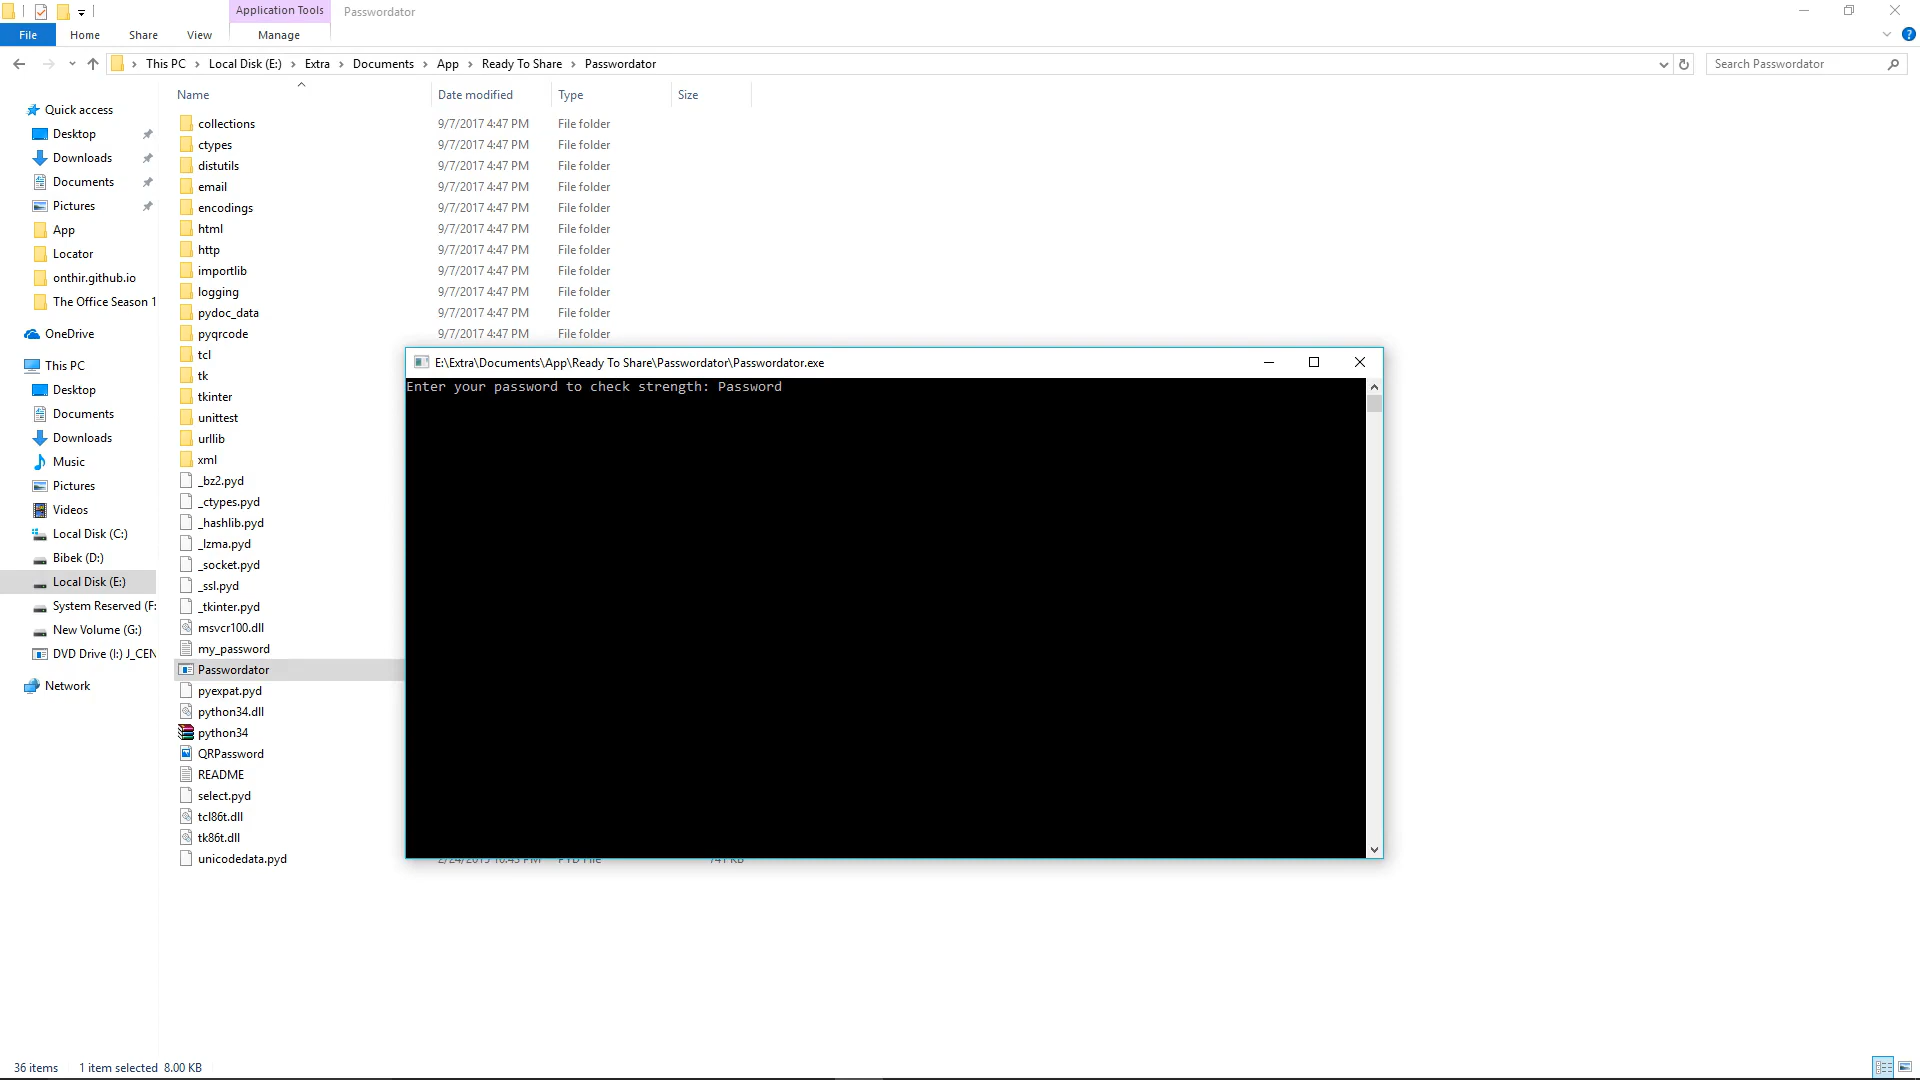 Application Tools Passwordator
File Home Share View Manage
This PC Local Disk (E:) Extra Documents App Ready To Share Passwordator Search Passwordator
Name Date modified Type Size
Quick access
Desktop
Downloads
Documents
Pictures
App
Locator
onthir.github.io
The Office Season 1
OneDrive
This PC
Desktop
Documents
Downloads
Music
Pictures
Videos
Local Disk (C:)
Bibek (D:)
Local Disk (E:)
System Reserved (F:
New Volume (G:)
DVD Drive (I:) J_CEN
Network
collections 9/7/2017 4:47 PM File folder
ctypes 9/7/2017 4:47 PM File folder
distutils 9/7/2017 4:47 PM File folder
email 9/7/2017 4:47 PM File folder
encodings 9/7/2017 4:47 PM File folder
html 9/7/2017 4:47 PM File folder
http 9/7/2017 4:47 PM File folder
importlib 9/7/2017 4:47 PM File folder
logging 9/7/2017 4:47 PM File folder
pydoc_data 9/7/2017 4:47 PM File folder
pyqrcode 9/7/2017 4:47 PM File folder
tcl
tk
tkinter
unittest
urllib
xml
_bz2.pyd
_ctypes.pyd
_hashlib.pyd
_lzma.pyd
_socket.pyd
_ssl.pyd
_tkinter.pyd
msvcr100.dll
my_password
Passwordator
pyexpat.pyd
python34.dll
python34
QRPassword
README
select.pyd
tcl86t.dll
tk86t.dll
unicodedata.pyd
E:\Extra\Documents\App\Ready To Share\Passwordator\Passwordator.exe
Enter your password to check strength: Password
36 items 1 item selected 8.00 KB